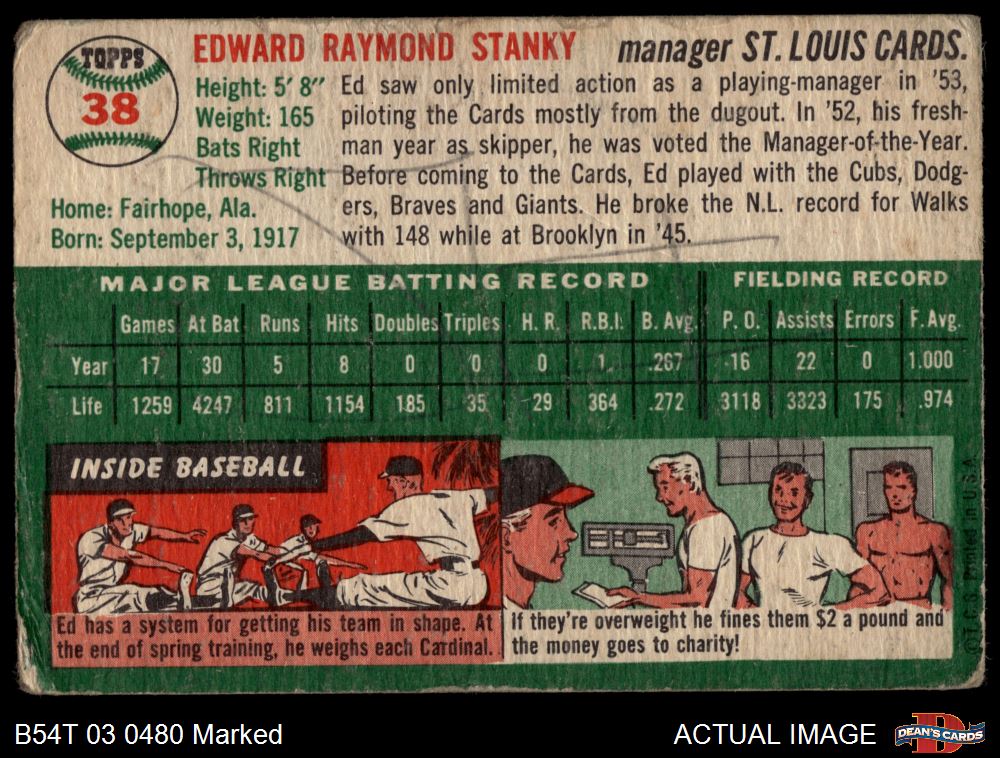 TOPPS
38
EDWARD RAYMOND STANKY manager ST. LOUIS CARDS.
Height: 5' 8"
Weight: 165
Bats Right
Throws Right
Home: Fairhope, Ala.
Born: September 3, 1917
Ed saw only limited action as a playing-manager in '53,
piloting the Cards mostly from the dugout. In '52, his fresh-
man year as skipper, he was voted the Manager-of-the-Year.
Before coming to the Cards, Ed played with the Cubs, Dodg-
ers, Braves and Giants. He broke the N.L. record for Walks
with 148 while at Brooklyn in '45.
MAJOR LEAGUE BATTING RECORD FIELDING RECORD
Games At Bat Runs Hits Doubles Triples H. R. R.B.I. B. Avg. P. O. Assists Errors F. Avg.
Year 17 30 5 8 0 0 0 1 .267 16 22 0 1.000
Life 1259 4247 811 1154 185 35 29 364 .272 3118 3323 175 .974
INSIDE BASEBALL
Ed has a system for getting his team in shape. At
the end of spring training, he weighs each Cardinal.
If they're overweight he fines them $2 a pound and
the money goes to charity!
© T. C. G. Printed in U.S.A.
B54T 03 0480 Marked
ACTUAL IMAGE
DEAN'S CARDS